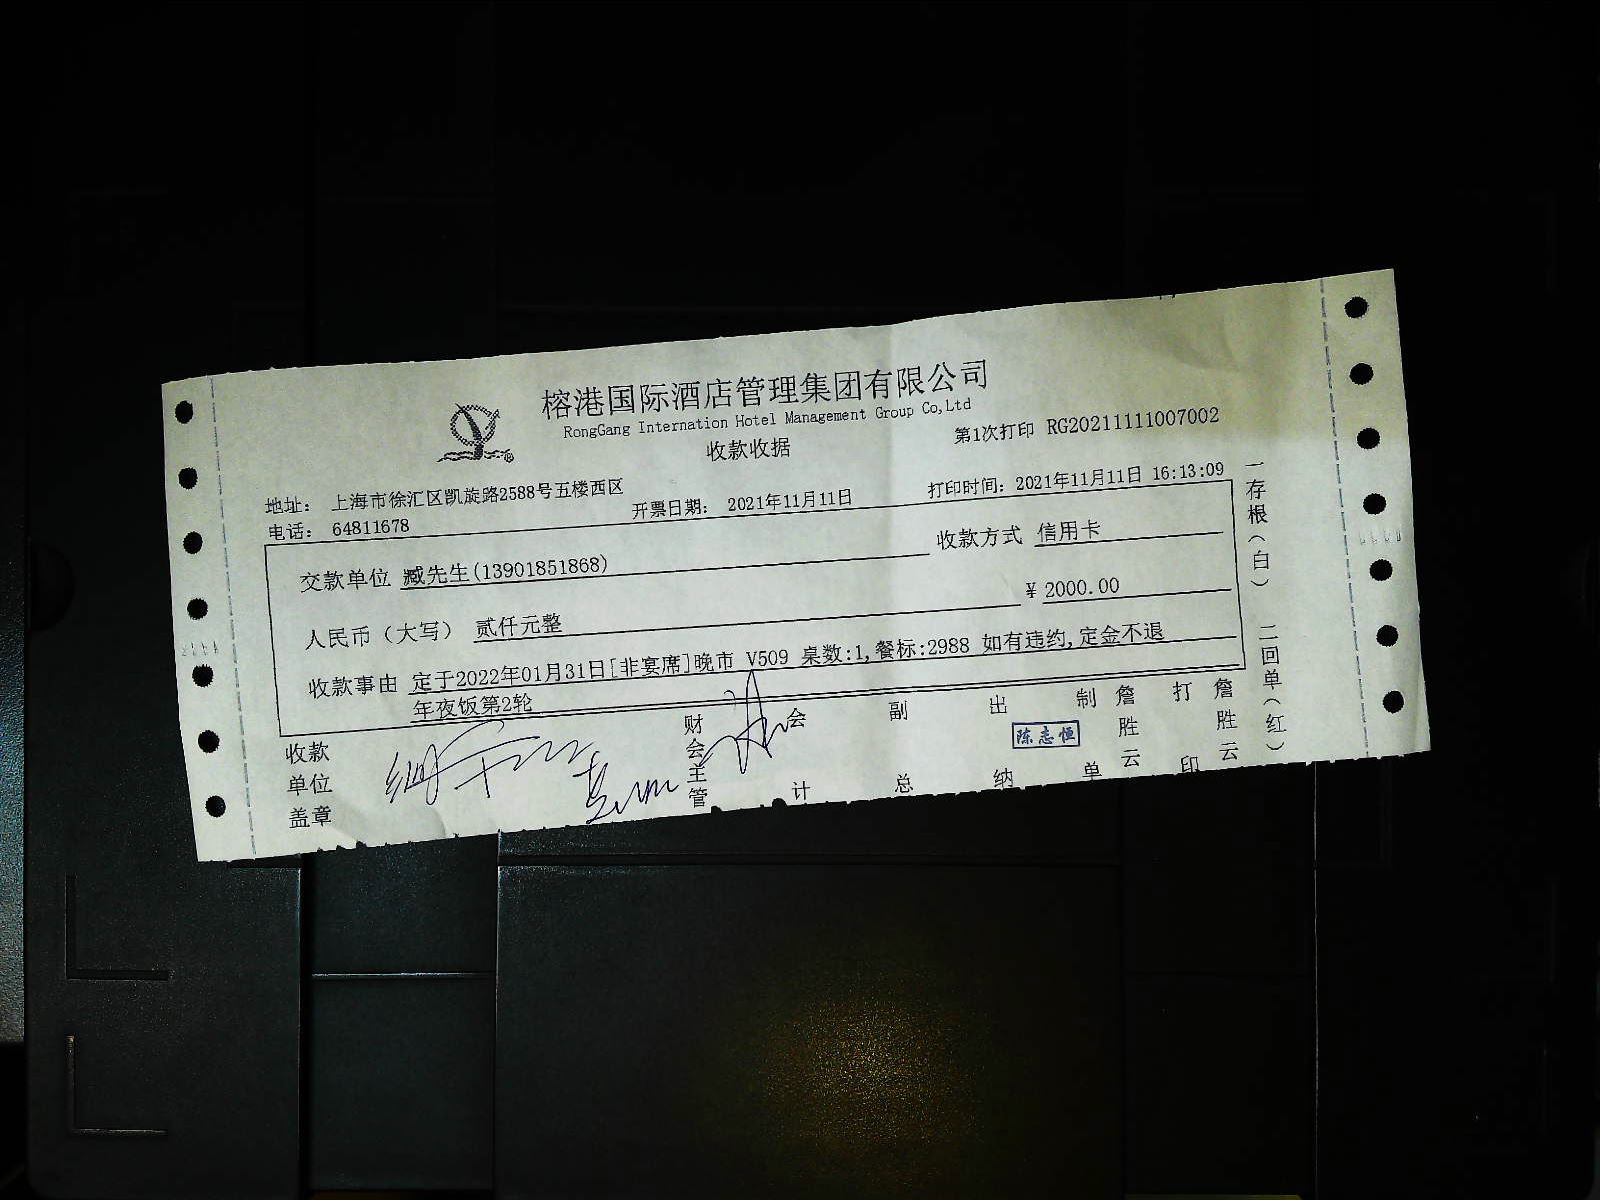 榕港国际酒店管理集团有限公司
RongGang Internation Hotel Management Group Co,Ltd
收款收据
第1次打印 RG20211111007002
地址： 上海市徐汇区凯旋路2588号五楼西区
电话： 64811678
开票日期： 2021年11月11日
打印时间：2021年11月11日 16:13:09
交款单位 臧先生(13901851868)
收款方式 信用卡
人民币（大写） 贰仟元整
¥ 2000.00
收款事由 定于2022年01月31日[非宴席]晚市 V509 桌数:1,餐标:2988 如有违约,定金不退
年夜饭第2轮
收款单位盖章
财会主管
会计
副总
出纳
陈志恒
制单
詹胜云
打印
詹胜云
一存根（白） 二回单（红）